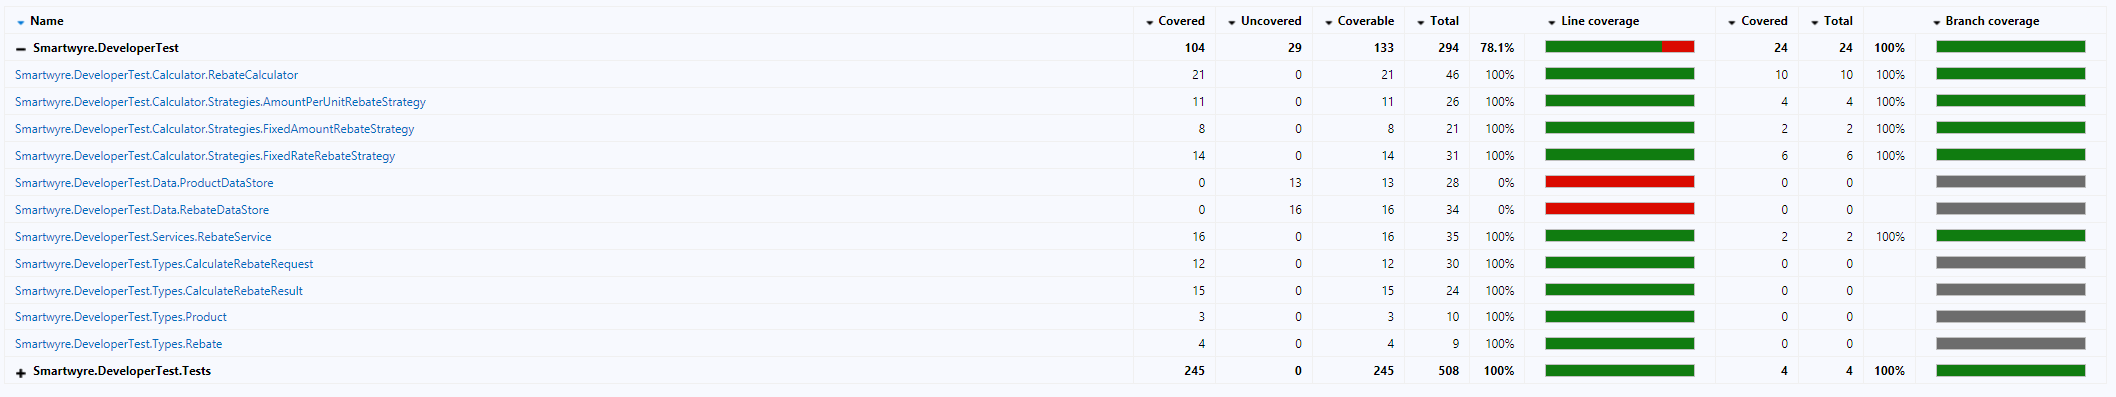 Name Covered Uncovered Coverable Total Line coverage Covered Total Branch coverage
Smartwyre.DeveloperTest 104 29 133 294 78.1% 24 24 100%
Smartwyre.DeveloperTest.Calculator.RebateCalculator 21 0 21 46 100% 10 10 100%
Smartwyre.DeveloperTest.Calculator.Strategies.AmountPerUnitRebateStrategy 11 0 11 26 100% 4 4 100%
Smartwyre.DeveloperTest.Calculator.Strategies.FixedAmountRebateStrategy 8 0 8 21 100% 2 2 100%
Smartwyre.DeveloperTest.Calculator.Strategies.FixedRateRebateStrategy 14 0 14 31 100% 6 6 100%
Smartwyre.DeveloperTest.Data.ProductDataStore 0 13 13 28 0% 0 0
Smartwyre.DeveloperTest.Data.RebateDataStore 0 16 16 34 0% 0 0
Smartwyre.DeveloperTest.Services.RebateService 16 0 16 35 100% 2 2 100%
Smartwyre.DeveloperTest.Types.CalculateRebateRequest 12 0 12 30 100% 0 0
Smartwyre.DeveloperTest.Types.CalculateRebateResult 15 0 15 24 100% 0 0
Smartwyre.DeveloperTest.Types.Product 3 0 3 10 100% 0 0
Smartwyre.DeveloperTest.Types.Rebate 4 0 4 9 100% 0 0
Smartwyre.DeveloperTest.Tests 245 0 245 508 100% 4 4 100%